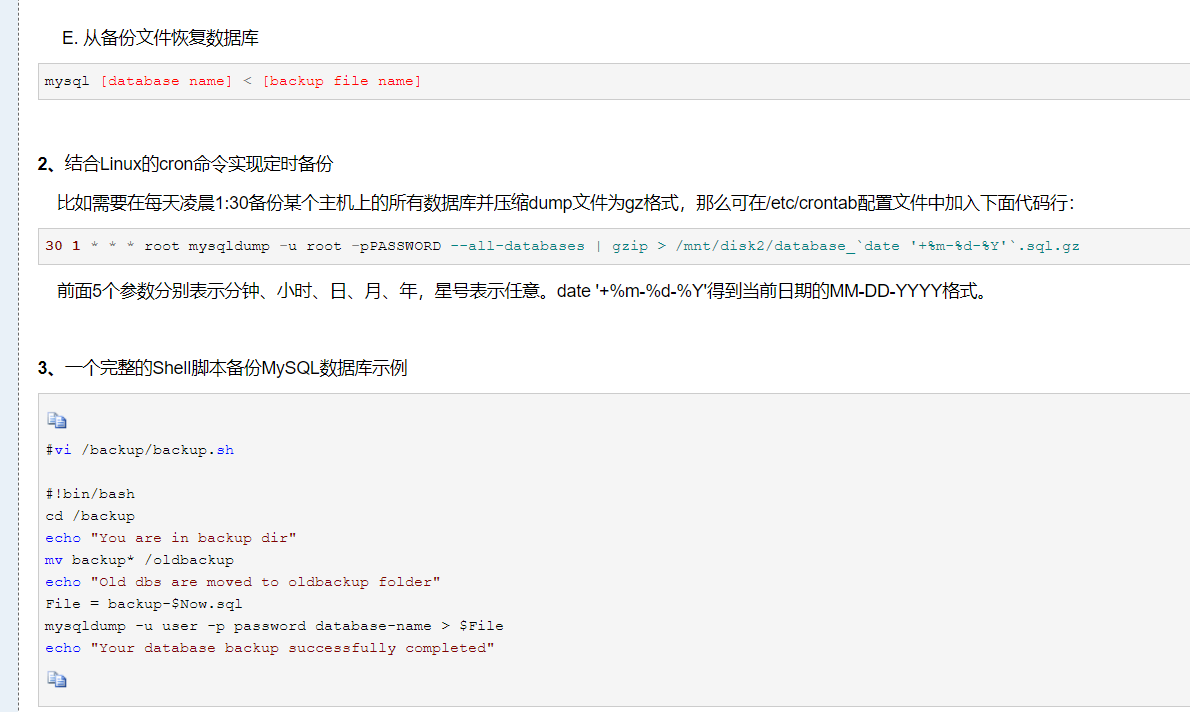 E. 从备份文件恢复数据库
mysql [database name] < [backup file name]
2、结合Linux的cron命令实现定时备份
比如需要在每天凌晨1:30备份某个主机上的所有数据库并压缩dump文件为gz格式，那么可在/etc/crontab配置文件中加入下面代码行：
30 1 * * * root mysqldump -u root -pPASSWORD --all-databases | gzip > /mnt/disk2/database_`date '+%m-%d-%Y'`.sql.gz
前面5个参数分别表示分钟、小时、日、月、年，星号表示任意。date '+%m-%d-%Y'得到当前日期的MM-DD-YYYY格式。
3、一个完整的Shell脚本备份MySQL数据库示例
#vi /backup/backup.sh
#!bin/bash
cd /backup
echo "You are in backup dir"
mv backup* /oldbackup
echo "Old dbs are moved to oldbackup folder"
File = backup-$Now.sql
mysqldump -u user -p password database-name > $File
echo "Your database backup successfully completed"